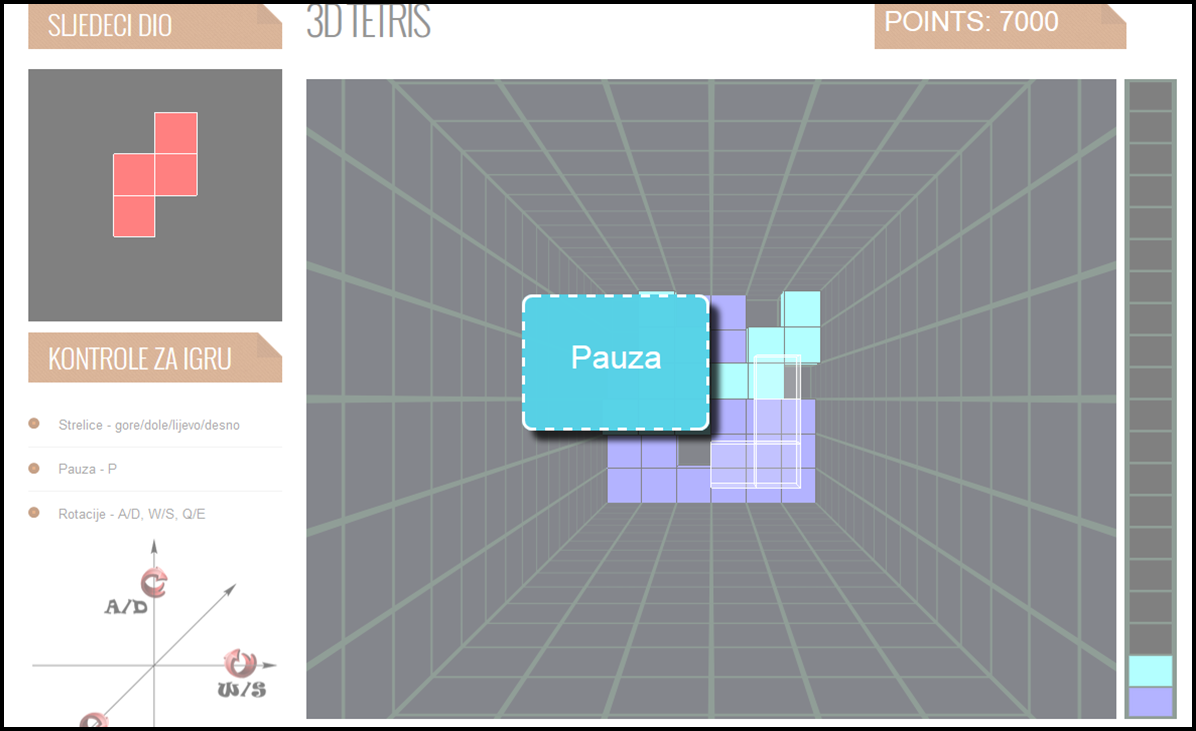 SLJEDECI DIO
3D TETRIS
POINTS: 7000
Pauza
KONTROLE ZA IGRU
Strelice - gore/dole/lijevo/desno
Pauza - P
Rotacije - A/D, W/S, Q/E
A/D
W/S